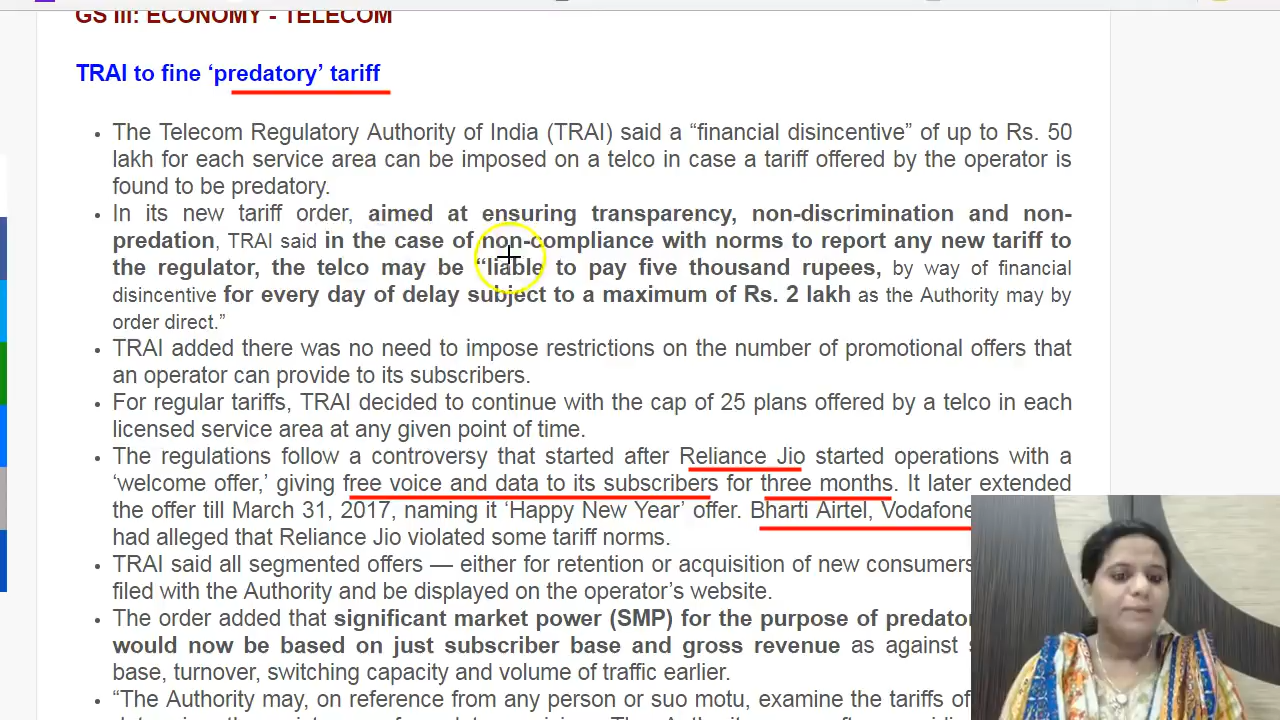 GS III: ECONOMY - TELECOM
TRAI to fine ‘predatory’ tariff
• The Telecom Regulatory Authority of India (TRAI) said a “financial disincentive” of up to Rs. 50
lakh for each service area can be imposed on a telco in case a tariff offered by the operator is
found to be predatory.
• In its new tariff order, aimed at ensuring transparency, non-discrimination and non-
predation, TRAI said in the case of non-compliance with norms to report any new tariff to
the regulator, the telco may be “liable to pay five thousand rupees, by way of financial
disincentive for every day of delay subject to a maximum of Rs. 2 lakh as the Authority may by
order direct.”
• TRAI added there was no need to impose restrictions on the number of promotional offers that
an operator can provide to its subscribers.
• For regular tariffs, TRAI decided to continue with the cap of 25 plans offered by a telco in each
licensed service area at any given point of time.
• The regulations follow a controversy that started after Reliance Jio started operations with a
‘welcome offer,’ giving free voice and data to its subscribers for three months. It later extended
the offer till March 31, 2017, naming it ‘Happy New Year’ offer. Bharti Airtel, Vodafone
had alleged that Reliance Jio violated some tariff norms.
• TRAI said all segmented offers — either for retention or acquisition of new consumers
filed with the Authority and be displayed on the operator’s website.
• The order added that significant market power (SMP) for the purpose of predator
would now be based on just subscriber base and gross revenue as against
base, turnover, switching capacity and volume of traffic earlier.
• “The Authority may, on reference from any person or suo motu, examine the tariffs of